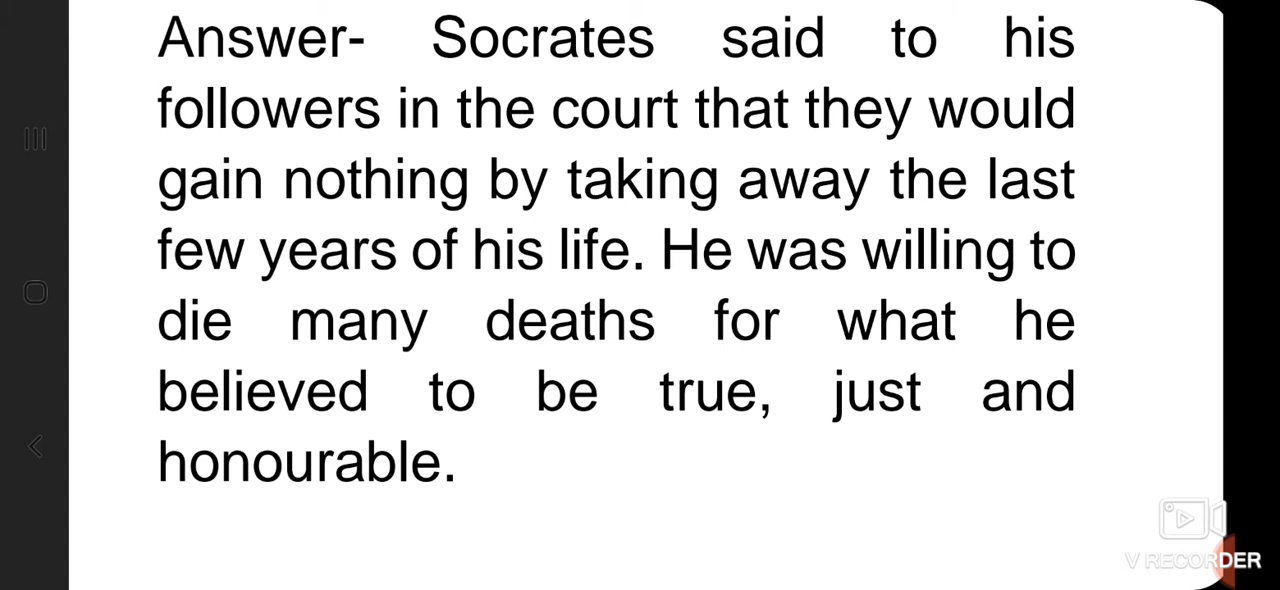 Answer- Socrates said to his
followers in the court that they would
gain nothing by taking away the last
few years of his life. He was willing to
die many deaths for what he
believed to be true, just and
honourable.
V RECORDER